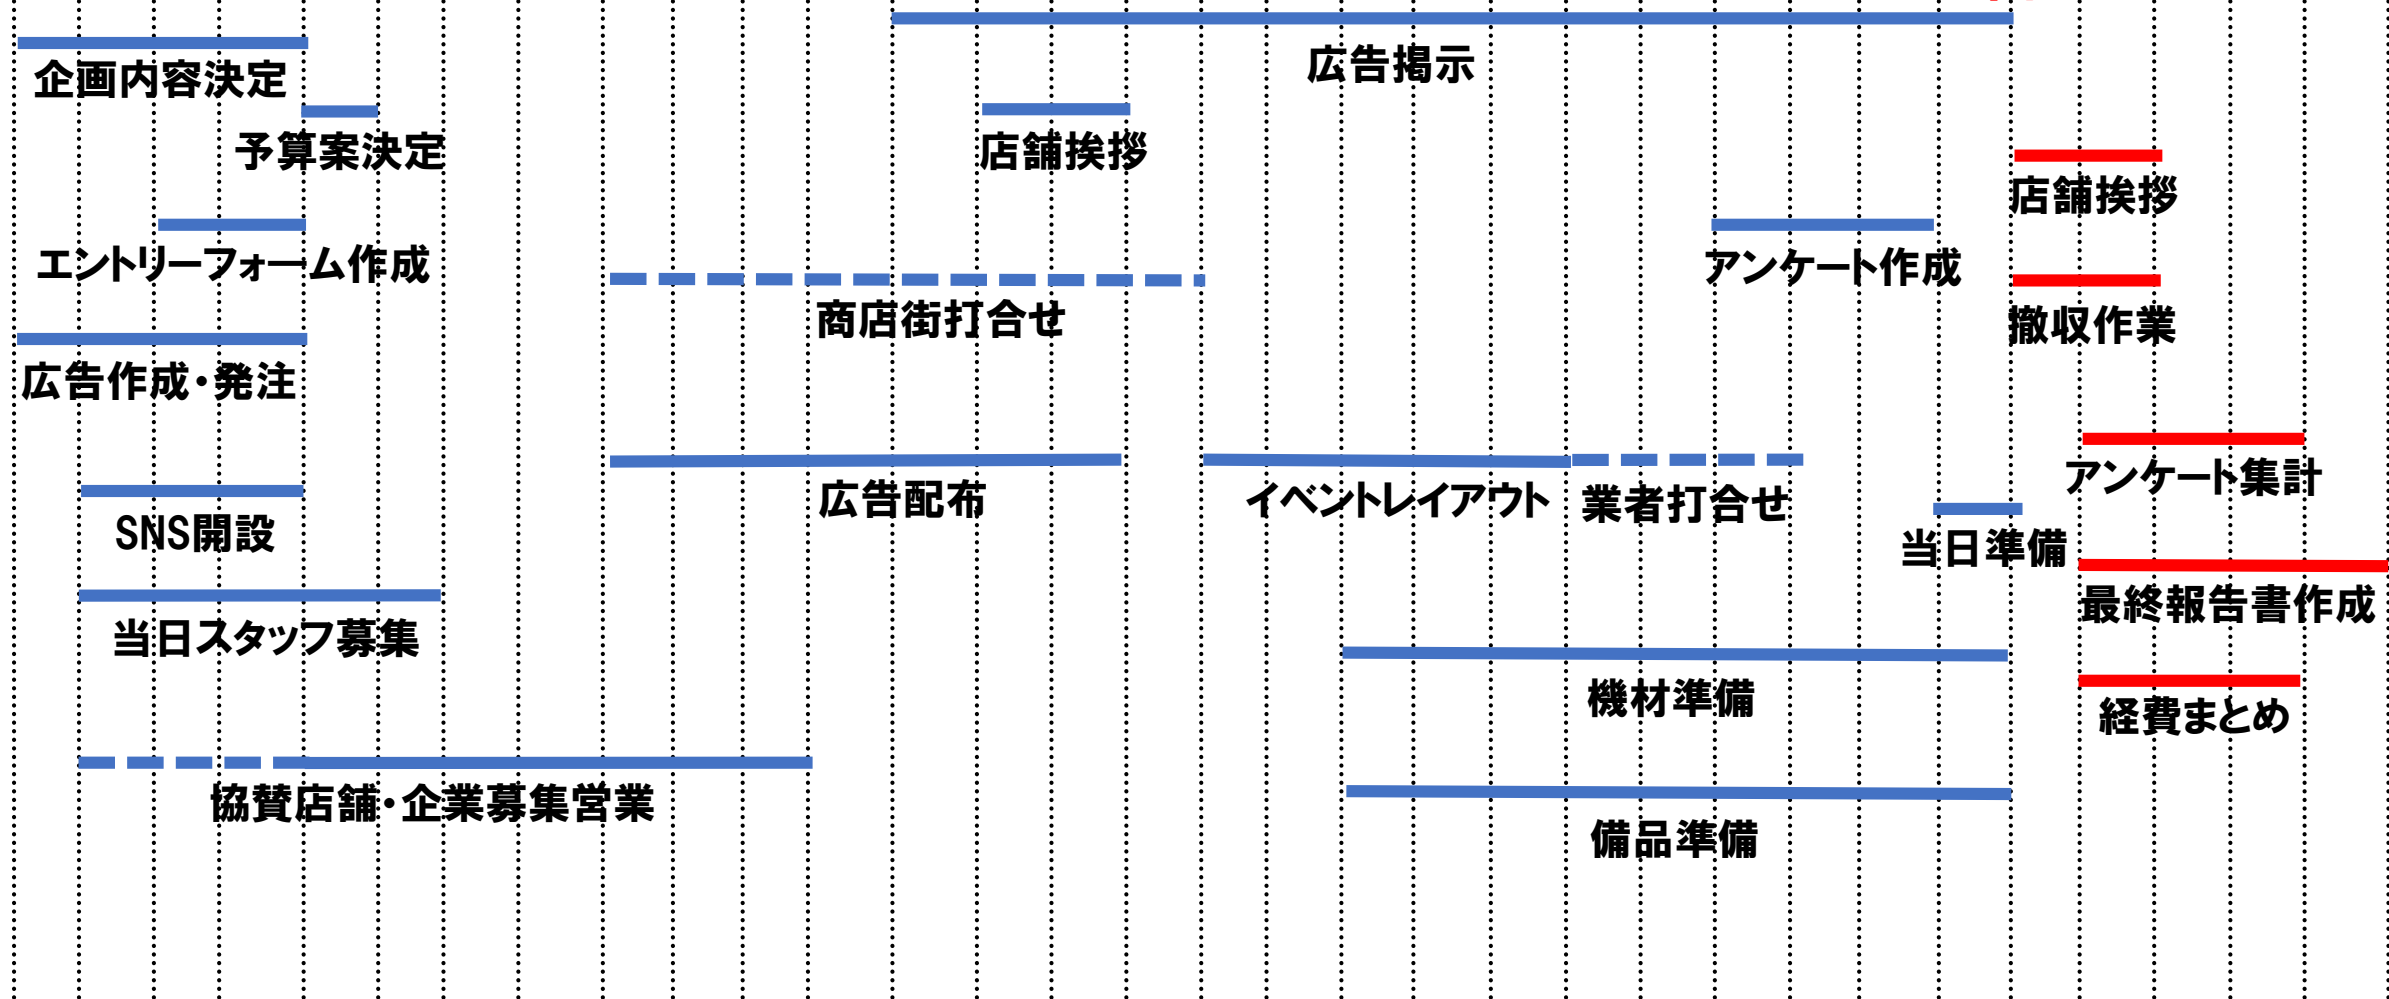 広告掲示
企画内容決定
予算案決定
店舗挨拶
店舗挨拶
エントリーフォーム作成
アンケート作成
商店街打合せ
撤収作業
広告作成・発注
アンケート集計
広告配布
イベントレイアウト
業者打合せ
SNS開設
当日準備
最終報告書作成
当日スタッフ募集
機材準備
経費まとめ
協賛店舗・企業募集営業
備品準備